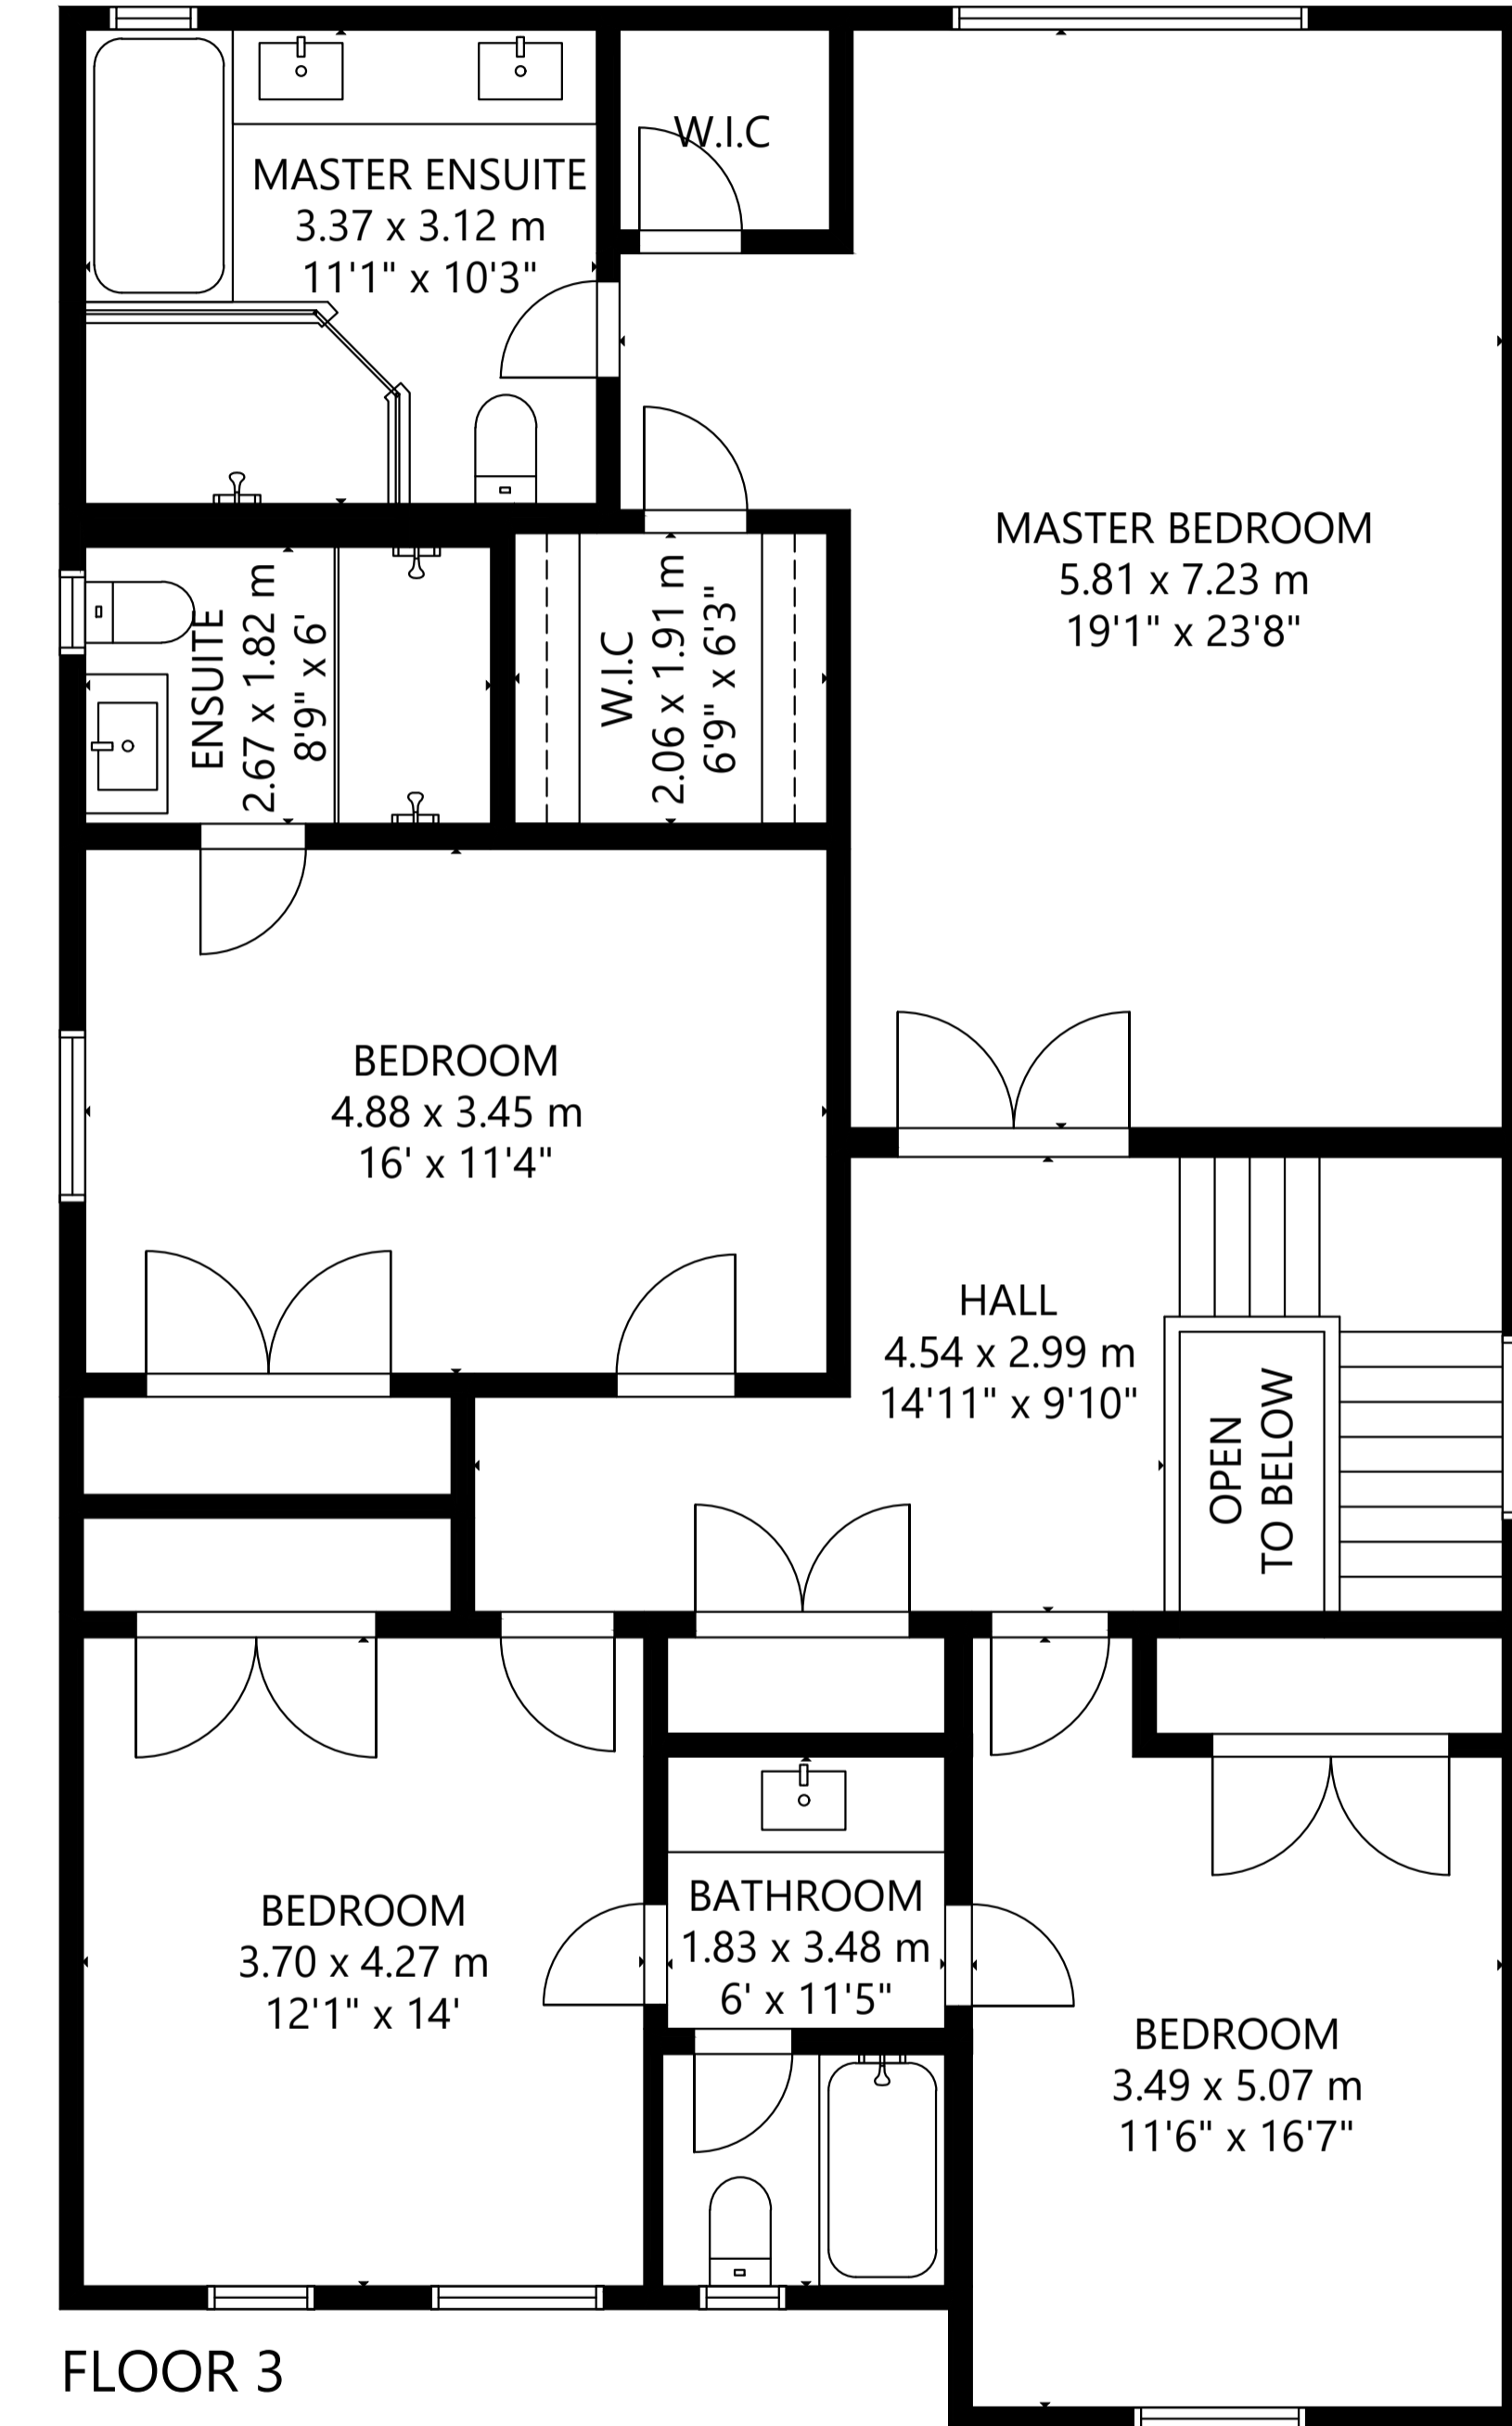 W.I.C
MASTER ENSUITE
3.37 x 3.12 m
11'1" x 10'3"
MASTER BEDROOM
5.81 x 7.23 m
19'1" x 23'8"
ENSUITE
2.67 x 1.82 m
8'9" x 6'
W.I.C
2.06 x 1.91 m
6'9" x 6'3"
BEDROOM
4.88 x 3.45 m
16' x 11'4"
HALL
4.54 x 2.99 m
14'11" x 9'10"
OPEN
TO BELOW
BEDROOM
3.70 x 4.27 m
12'1" x 14'
BATHROOM
1.83 x 3.48 m
6' x 11'5"
BEDROOM
3.49 x 5.07 m
11'6" x 16'7"
FLOOR 3